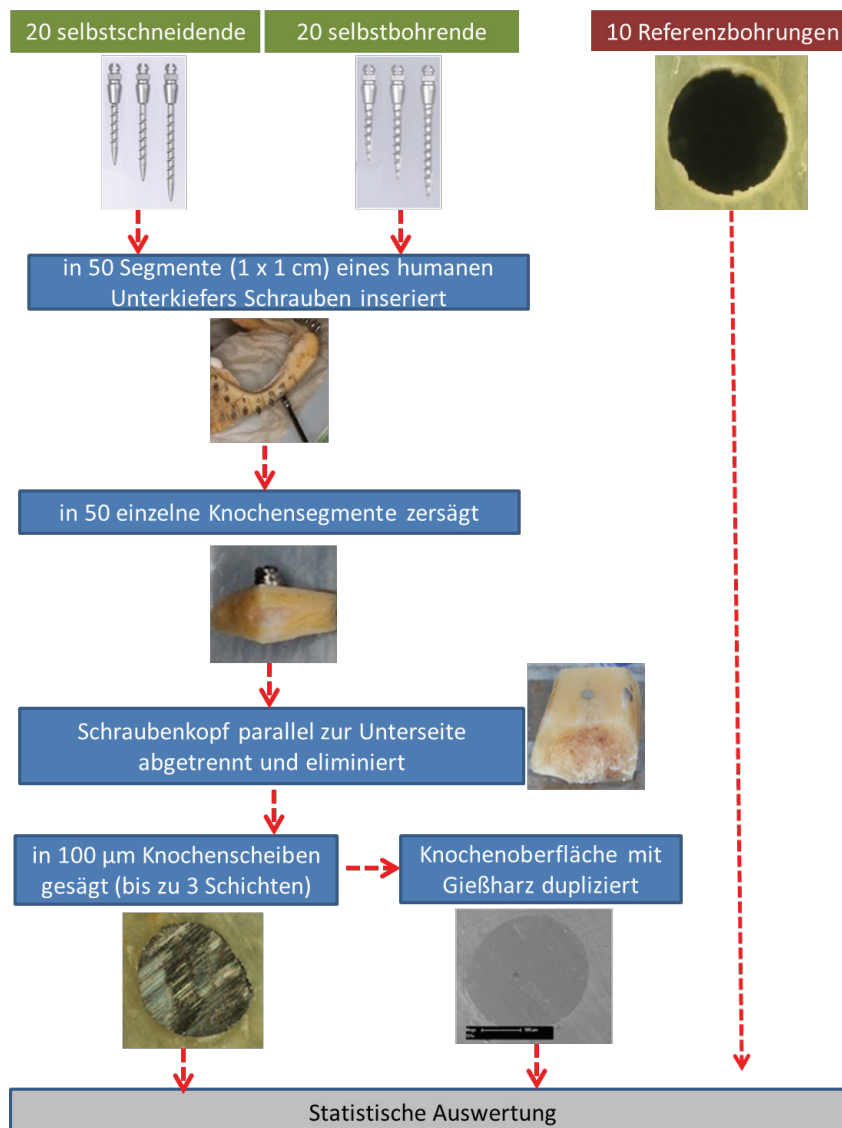 20 selbstschneidende
20 selbstbohrende
10 Referenzbohrungen
in 50 Segmente (1 x 1 cm) eines humanen
Unterkiefers Schrauben inseriert
in 50 einzelne Knochensegmente zersägt
Schraubenkopf parallel zur Unterseite
abgetrennt und eliminiert
in 100 µm Knochenscheiben
gesägt (bis zu 3 Schichten)
Knochenoberfläche mit
Gießharz dupliziert
Statistische Auswertung